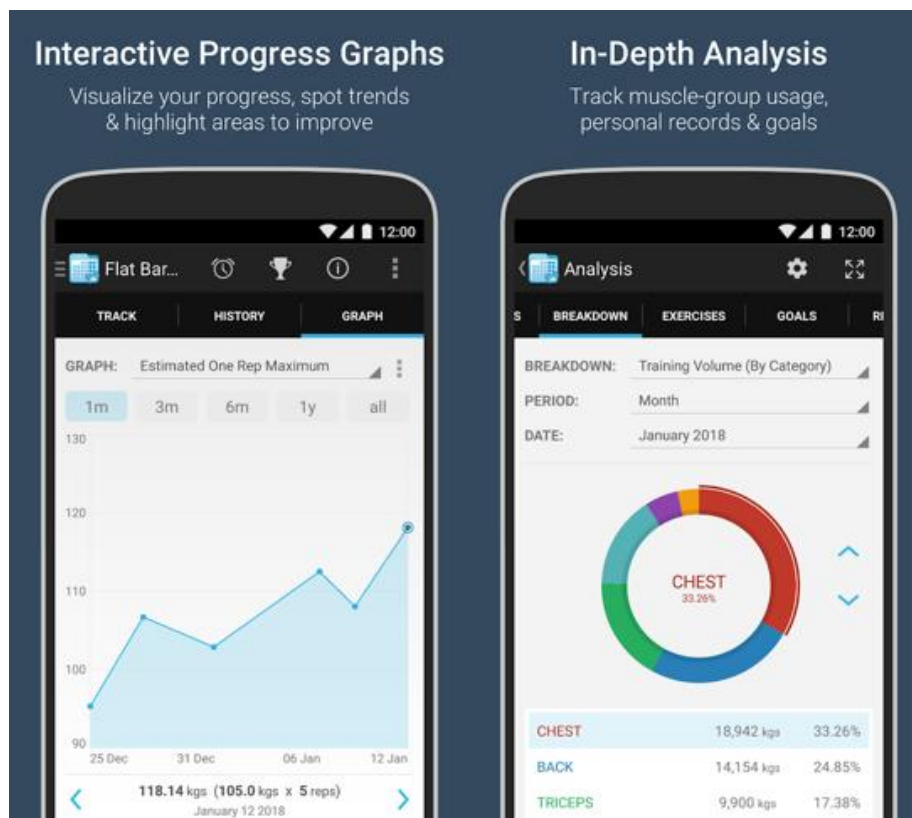 Interactive Progress Graphs
Visualize your progress, spot trends
& highlight areas to improve
12:00
Flat Bar...
TRACK HISTORY GRAPH
GRAPH: Estimated One Rep Maximum
1m 3m 6m 1y all
130
120
110
100
90
25 Dec 31 Dec 06 Jan 12 Jan
118.14 kgs (105.0 kgs x 5 reps)
January 12 2018
In-Depth Analysis
Track muscle-group usage,
personal records & goals
12:00
Analysis
S BREAKDOWN EXERCISES GOALS
BREAKDOWN: Training Volume (By Category)
PERIOD: Month
DATE: January 2018
CHEST
33.26%
CHEST 18,942 kgs 33.26%
BACK 14,154 kgs 24.85%
TRICEPS 9,900 kgs 17.38%